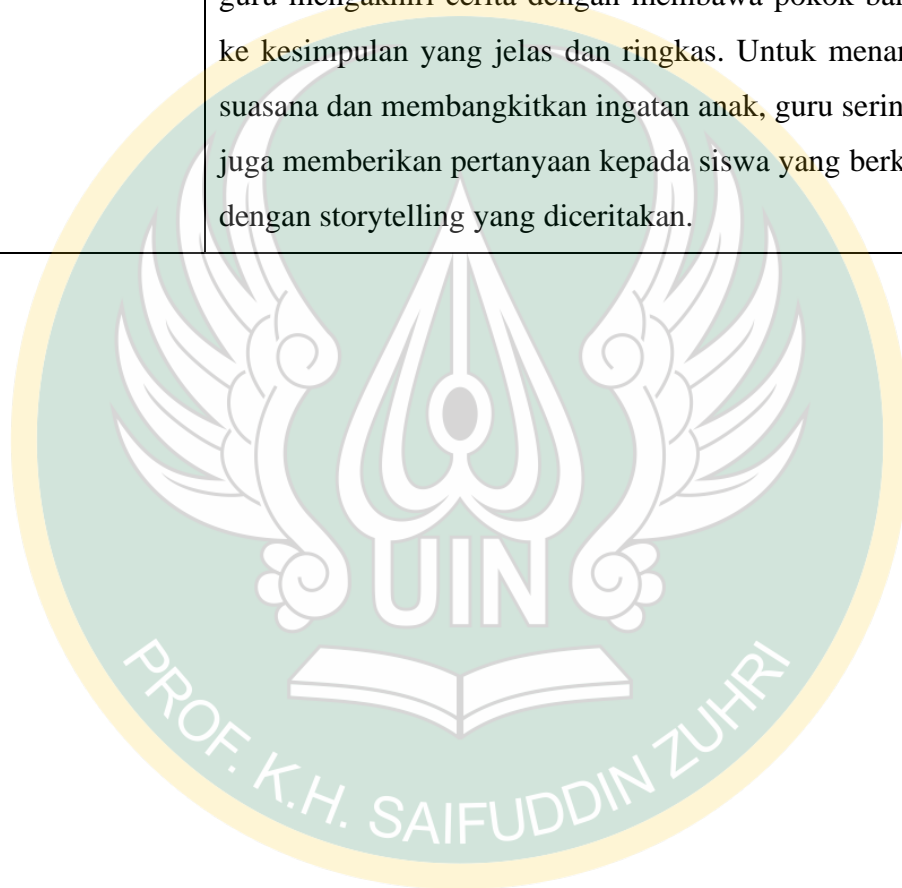 guru mengakhiri cerita dengan membawa pokok
ke kesimpulan yang jelas dan ringkas. Untuk
suasana dan membangkitkan ingatan anak, guru
juga memberikan pertanyaan kepada siswa yang
dengan storytelling yang diceritakan.
UIN
PROF. K.H. SAIFUDDIN ZUHRI